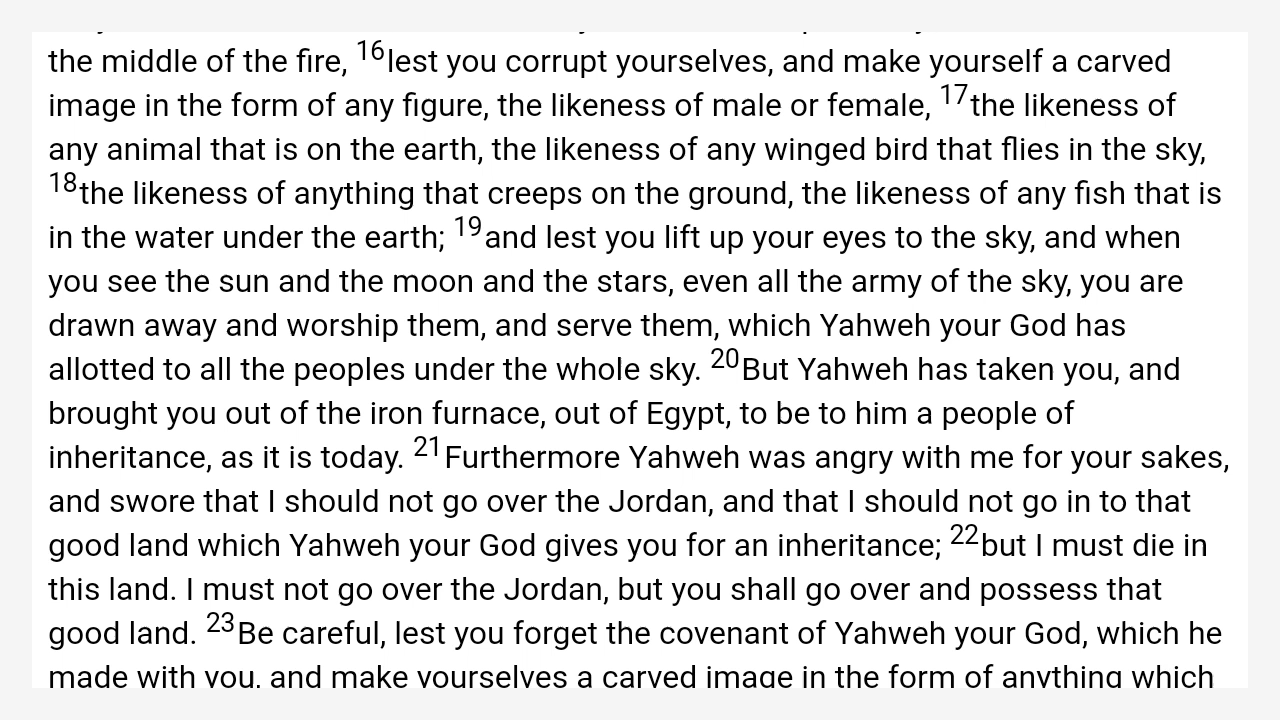 the middle of the fire, 16lest you corrupt yourselves, and make yourself a carved
image in the form of any figure, the likeness of male or female, 17the likeness of
any animal that is on the earth, the likeness of any winged bird that flies in the sky,
18the likeness of anything that creeps on the ground, the likeness of any fish that is
in the water under the earth; 19and lest you lift up your eyes to the sky, and when
you see the sun and the moon and the stars, even all the army of the sky, you are
drawn away and worship them, and serve them, which Yahweh your God has
allotted to all the peoples under the whole sky. 20But Yahweh has taken you, and
brought you out of the iron furnace, out of Egypt, to be to him a people of
inheritance, as it is today. 21Furthermore Yahweh was angry with me for your sakes,
and swore that I should not go over the Jordan, and that I should not go in to that
good land which Yahweh your God gives you for an inheritance; 22but I must die in
this land. I must not go over the Jordan, but you shall go over and possess that
good land. 23Be careful, lest you forget the covenant of Yahweh your God, which he
made with you, and make yourselves a carved image in the form of anything which